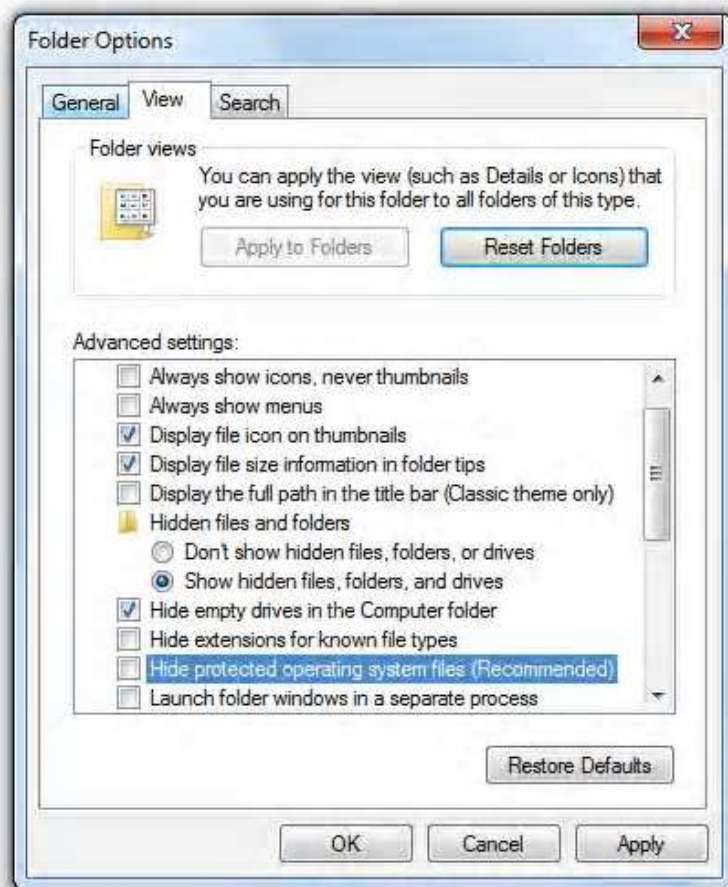 Folder Options
General
View
Search
Folder views
You can apply the view (such as Details or Icons) that
you are using for this folder to all folders of this type.
Apply to Folders
Reset Folders
Advanced settings:
Always show icons, never thumbnails
Always show menus
Display file icon on thumbnails
Display file size information in folder tips
Display the full path in the title bar (Classic theme only)
Hidden files and folders
Don't show hidden files, folders, or drives
Show hidden files, folders, and drives
Hide empty drives in the Computer folder
Hide extensions for known file types
Hide protected operating system files (Recommended)
Launch folder windows in a separate process
Restore Defaults
OK
Cancel
Apply